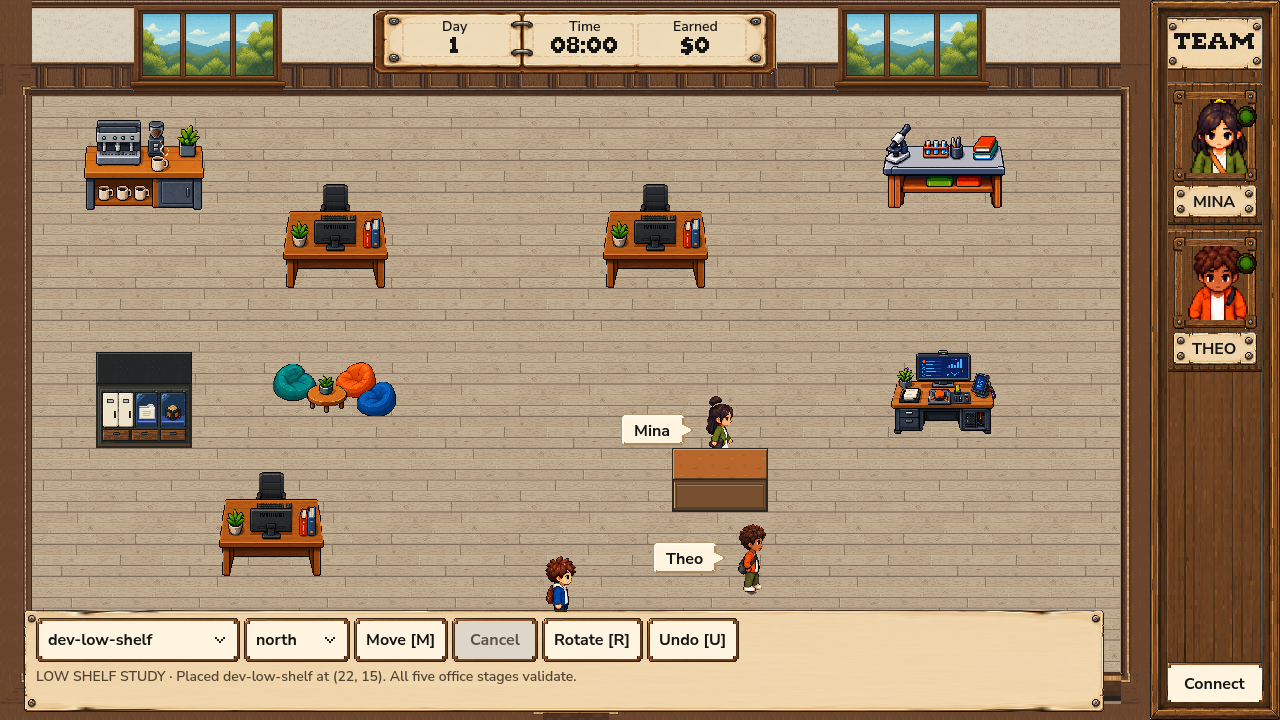 Day
1
Time
08:00
Earned
$0
TEAM
MINA
THEO
Mina
Theo
dev-low-shelf
north
Move [M]
Cancel
Rotate [R]
Undo [U]
LOW SHELF STUDY · Placed dev-low-shelf at (22, 15). All five office stages validate.
Connect